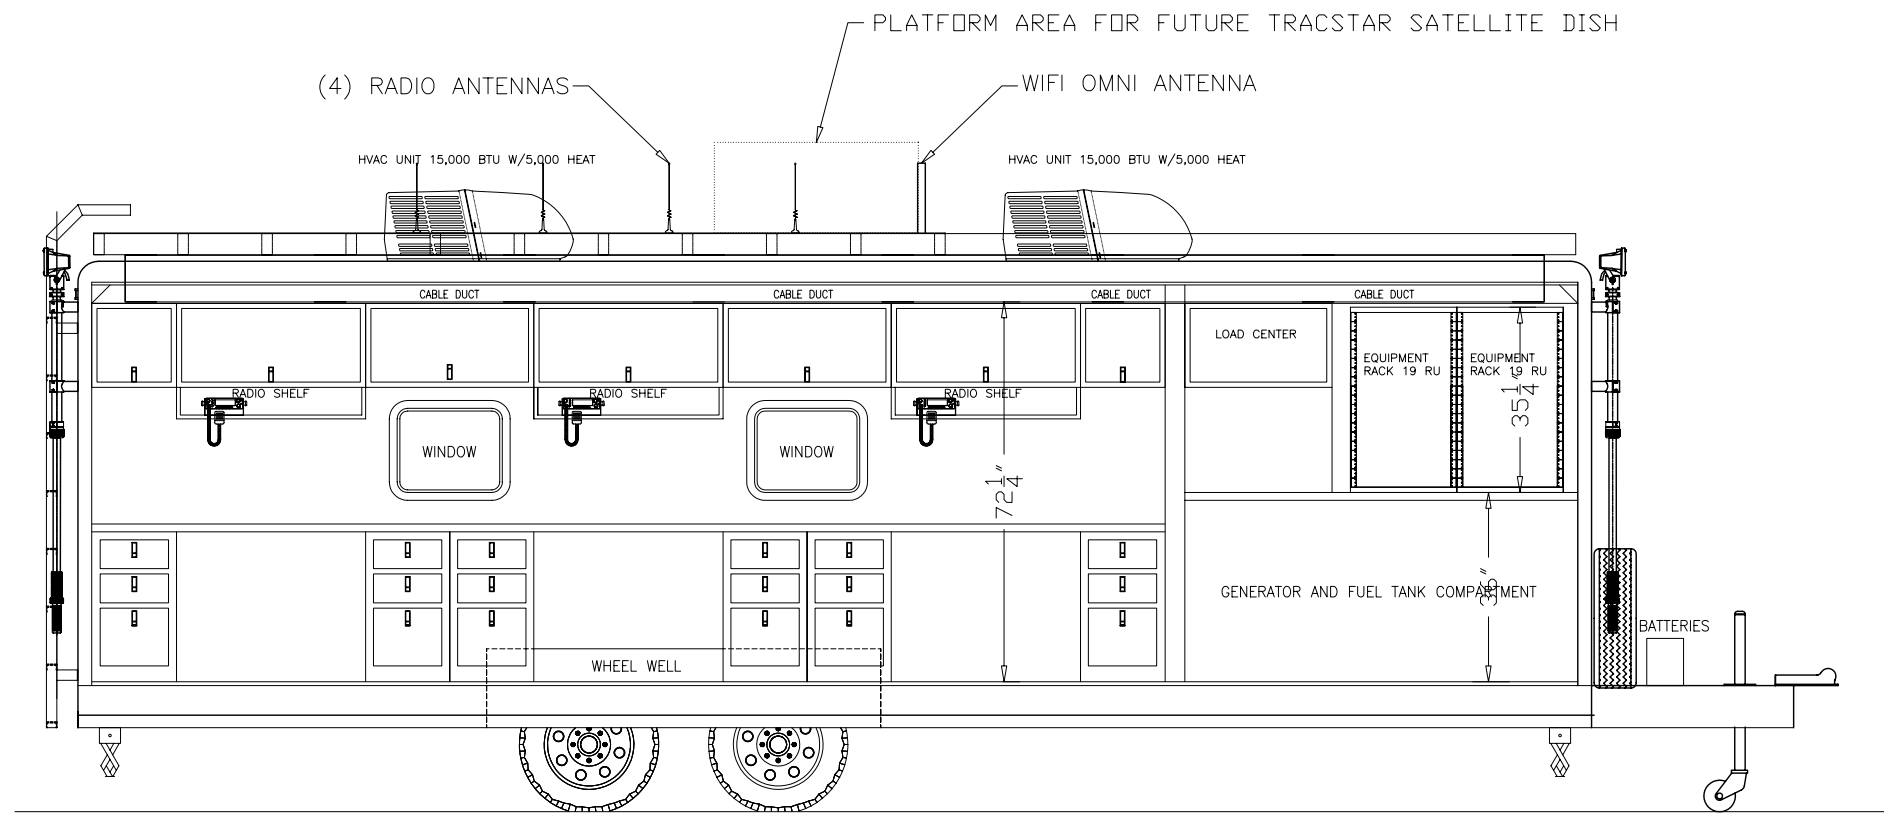 PLATFORM AREA FOR FUTURE TRACSTAR SATELLITE DISH
(4) RADIO ANTENNAS
WIFI OMNI ANTENNA
HVAC UNIT 15,000 BTU W/5,000 HEAT
HVAC UNIT 15,000 BTU W/5,000 HEAT
CABLE DUCT
CABLE DUCT
CABLE DUCT
CABLE DUCT
LOAD CENTER
EQUIPMENT
RACK 19 RU
EQUIPMENT
RACK 19 RU
RADIO SHELF
RADIO SHELF
RADIO SHELF
35 1/4"
WINDOW
WINDOW
72 1/4"
GENERATOR AND FUEL TANK COMPARTMENT
36"
BATTERIES
WHEEL WELL